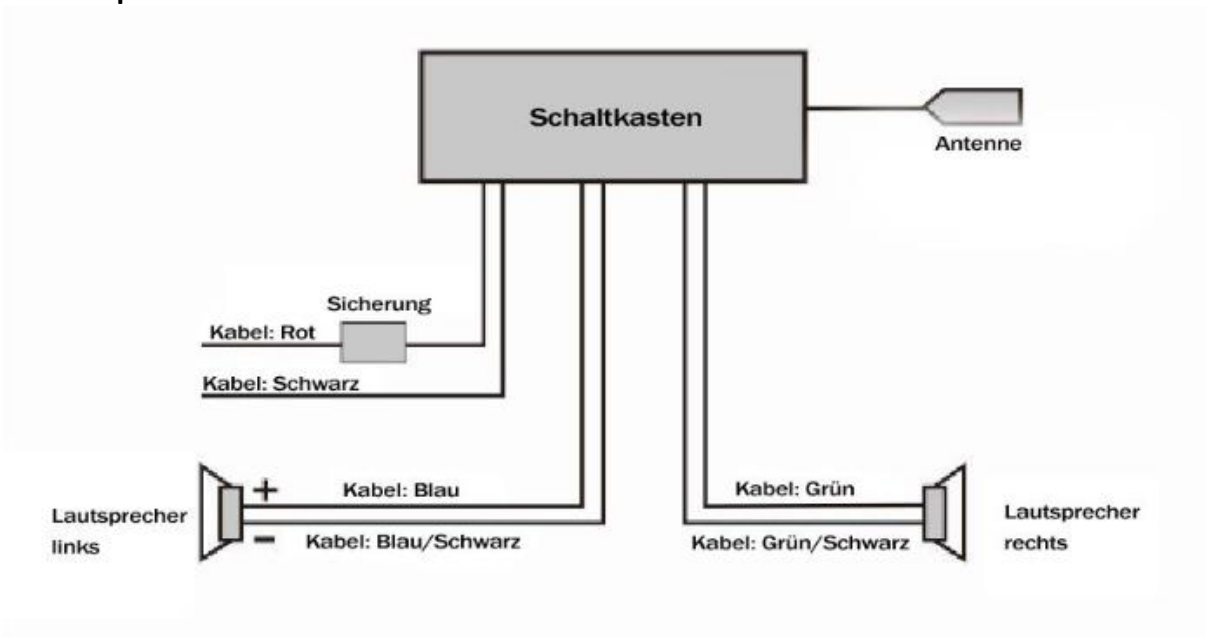 Schaltkasten
Antenne
Sicherung
Kabel: Rot
Kabel: Schwarz
+
Kabel: Blau
Kabel: Grün
Lautsprecher
links
Lautsprecher
rechts
−
Kabel: Blau/Schwarz
Kabel: Grün/Schwarz